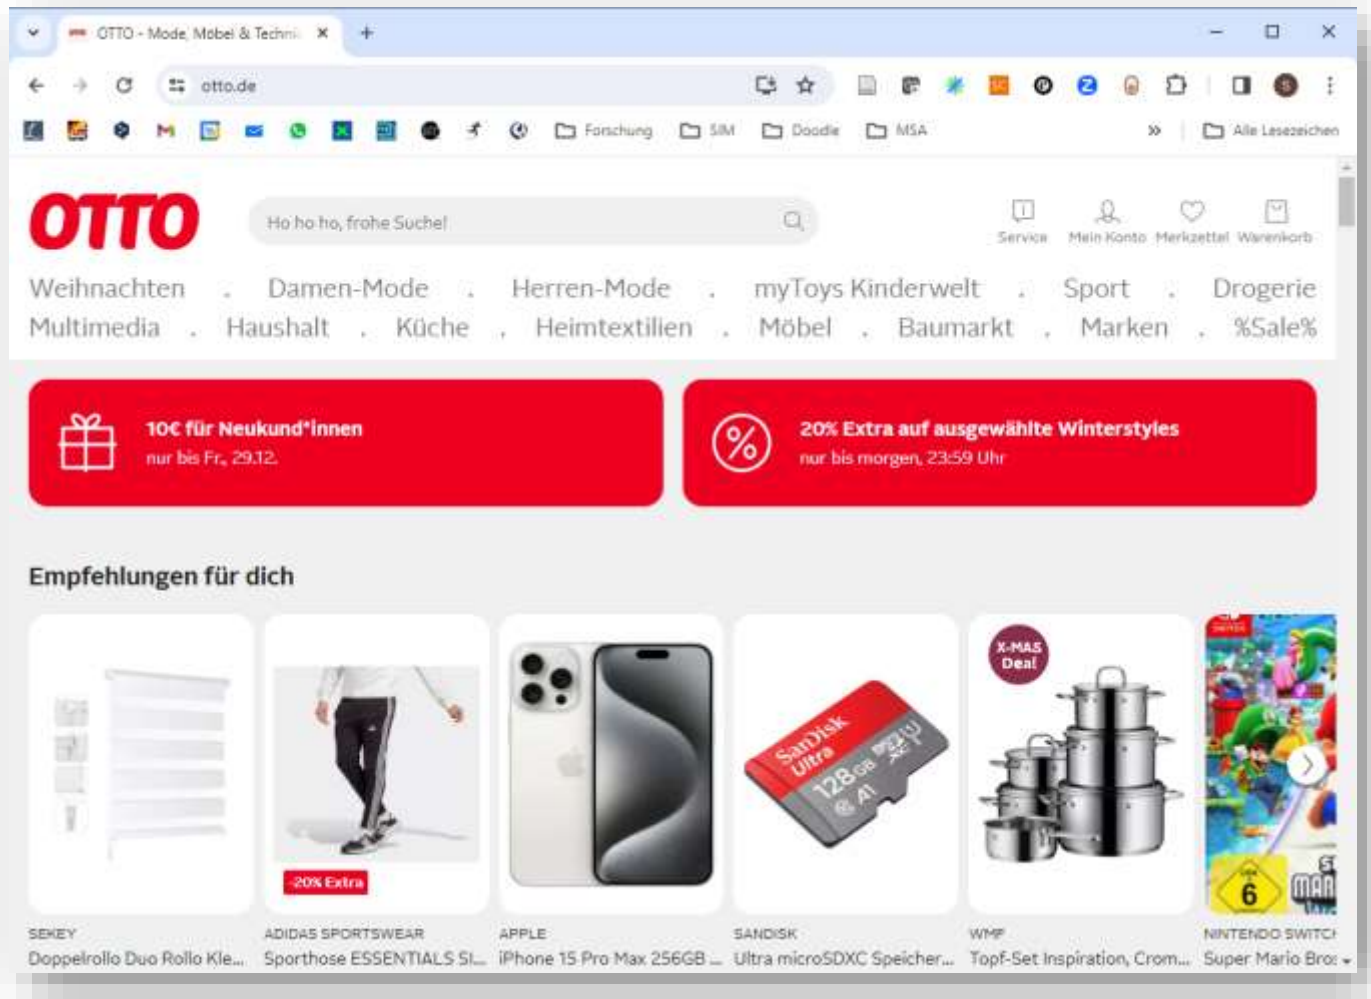 OTTO - Mode, Möbel & Techni
otto.de
Forschung
SIM
Doodle
MSA
»
Alle Lesezeichen
OTTO
Ho ho ho, frohe Suche!
Service
Mein Konto
Merkzettel
Warenkorb
Weihnachten . Damen-Mode . Herren-Mode . myToys Kinderwelt . Sport . Drogerie
Multimedia . Haushalt . Küche . Heimtextilien . Möbel . Baumarkt . Marken . %Sale%
10€ für Neukund*innen
nur bis Fr., 29.12.
20% Extra auf ausgewählte Winterstyles
nur bis morgen, 23:59 Uhr
Empfehlungen für dich
-20% Extra
SanDisk
Ultra
128GB
A1
X-MAS
Deal
6
SEKEY
Doppelrollo Duo Rollo Kle...
ADIDAS SPORTSWEAR
Sporthose ESSENTIALS SI...
APPLE
iPhone 15 Pro Max 256GB ...
SANDISK
Ultra microSDXC Speicher...
WMF
Topf-Set Inspiration, Crom...
NINTENDO SWITCH
Super Mario Bros